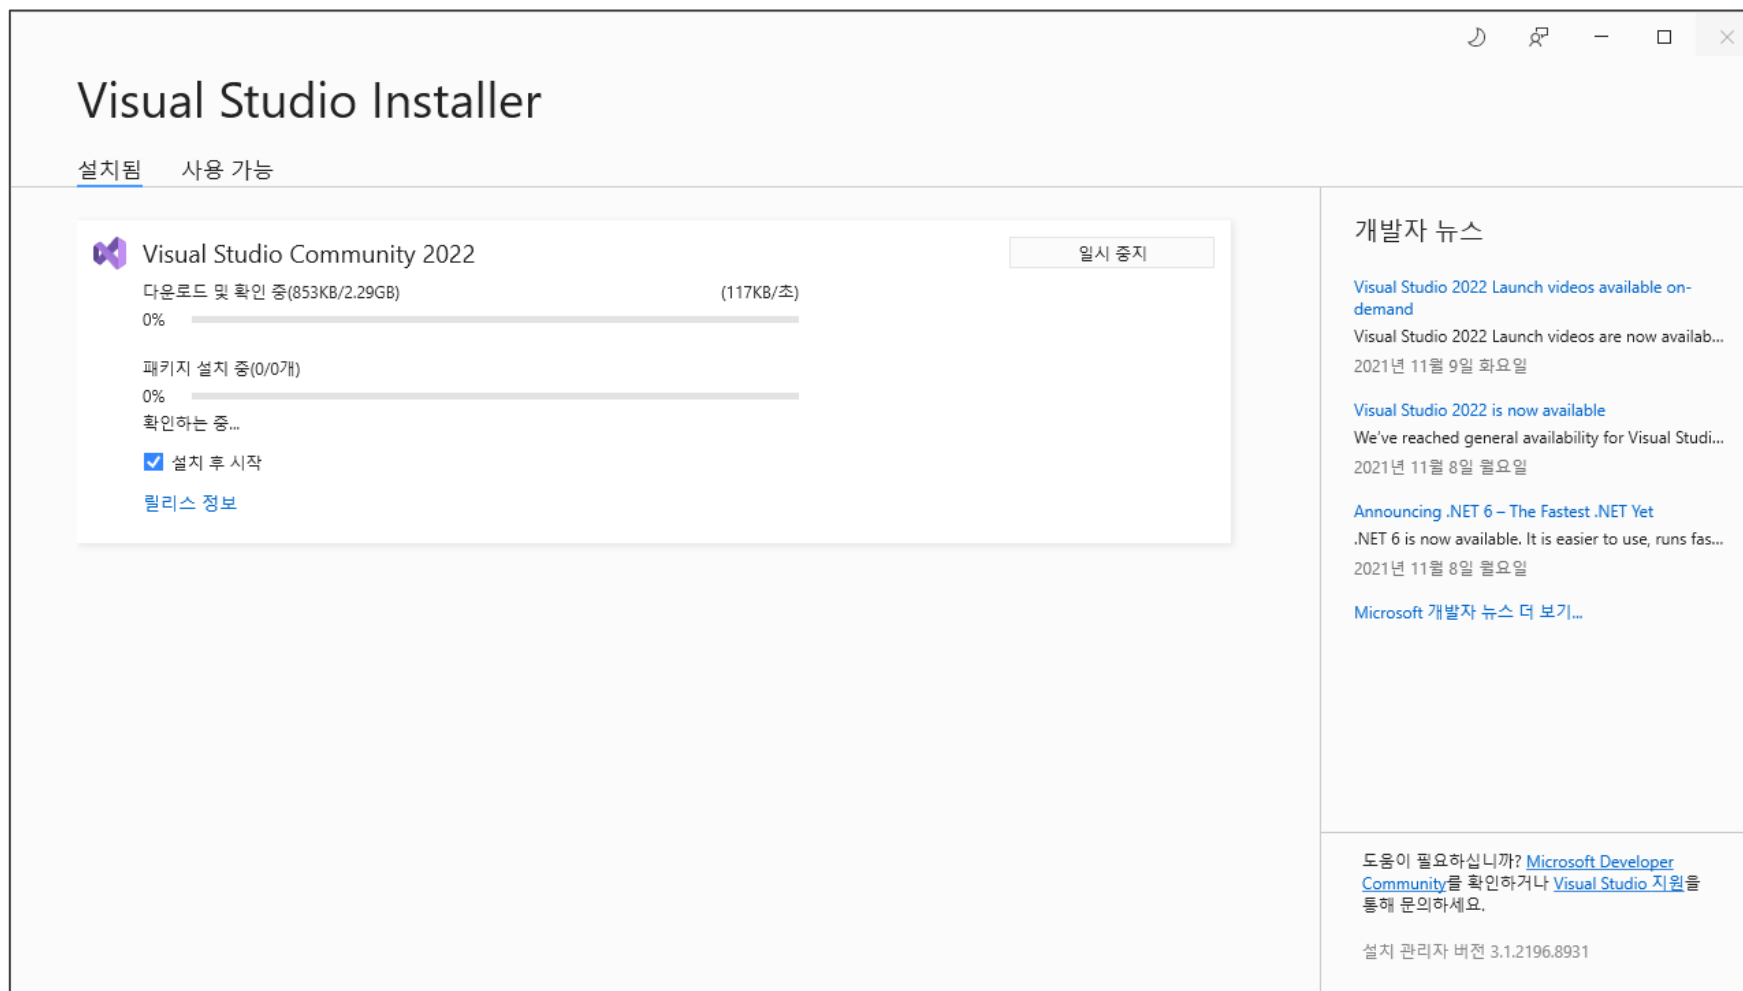 Visual Studio Installer
설치됨 사용 가능
Visual Studio Community 2022
일시 중지
다운로드 및 확인 중(853KB/2.29GB) (117KB/초)
0%
패키지 설치 중(0/0개)
0%
확인하는 중...
설치 후 시작
릴리스 정보
개발자 뉴스
Visual Studio 2022 Launch videos available on-
demand
Visual Studio 2022 Launch videos are now availab...
2021년 11월 9일 화요일
Visual Studio 2022 is now available
We've reached general availability for Visual Studi...
2021년 11월 8일 월요일
Announcing .NET 6 – The Fastest .NET Yet
.NET 6 is now available. It is easier to use, runs fas...
2021년 11월 8일 월요일
Microsoft 개발자 뉴스 더 보기...
도움이 필요하십니까? Microsoft Developer
Community를 확인하거나 Visual Studio 지원을
통해 문의하세요.
설치 관리자 버전 3.1.2196.8931